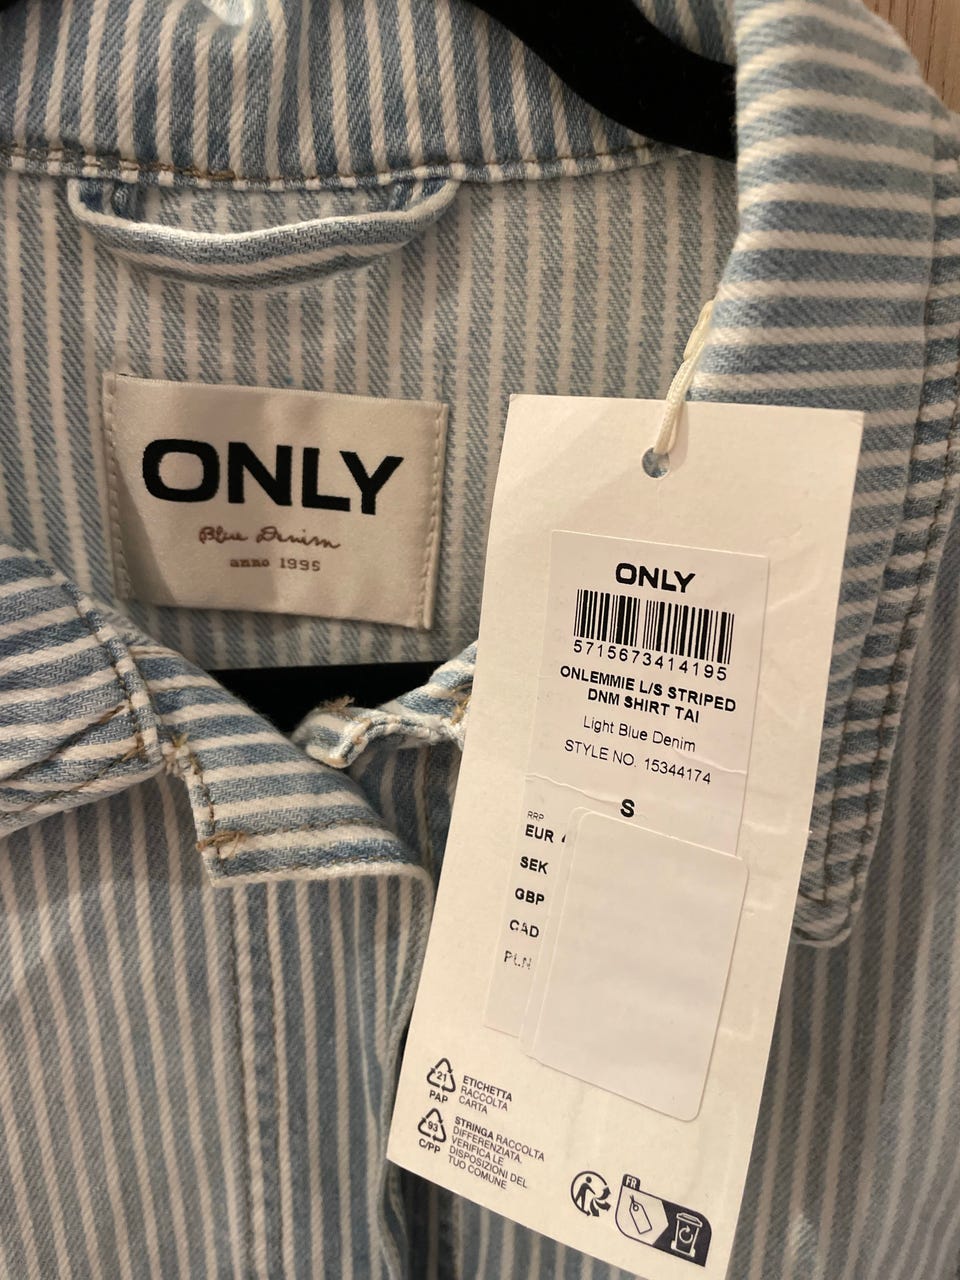 ONLY
Blue Denim
anno 1995
ONLY
5715673414195
ONLEMMIE L/S STRIPED
DNM SHIRT TAI
Light Blue Denim
STYLE NO. 15344174
S
RRP
EUR
SEK
GBP
CAD
PLN
21
PAP
ETICHETTA
RACCOLTA
CARTA
93
C/PP
STRINGA RACCOLTA
DIFFERENZIATA.
VERIFICA LE
DISPOSIZIONI DEL
TUO COMUNE
FR